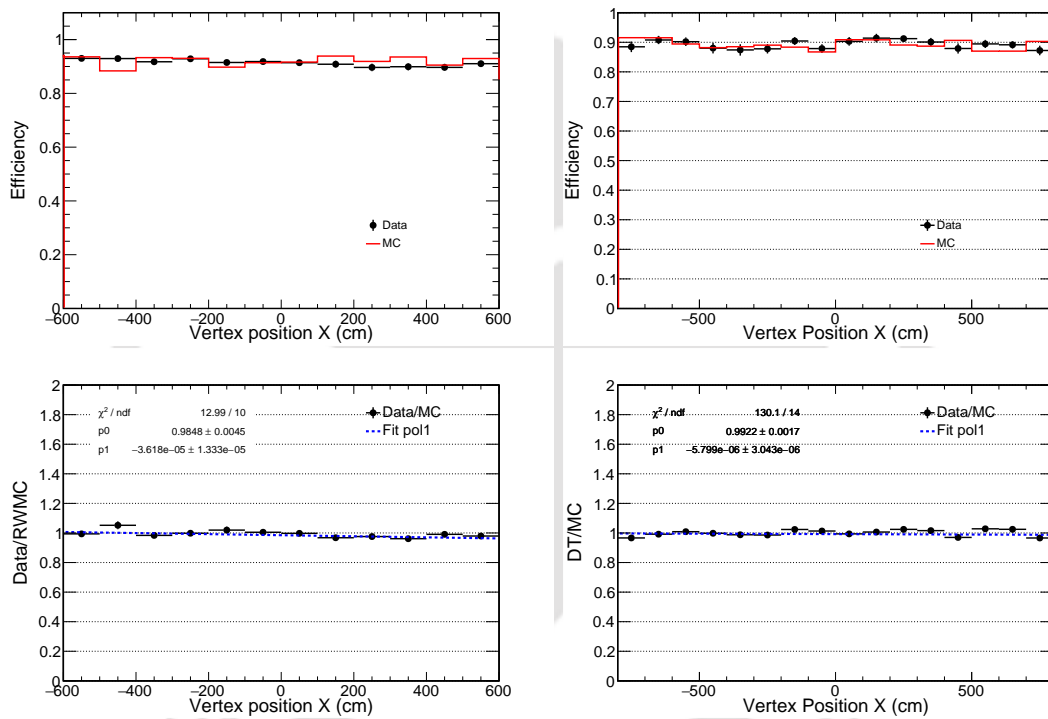 1
0.8
0.6
0.4
0.2
0
Efficiency
Data
MC
−600 −400 −200 0 200 400 600
Vertex position X (cm)
1
0.9
0.8
0.7
0.6
0.5
0.4
0.3
0.2
0.1
0
Efficiency
Data
MC
−500 0 500
Vertex Position X (cm)
2
1.8
1.6
1.4
1.2
1
0.8
0.6
0.4
0.2
0
Data/RWMC
χ² / ndf 12.99 / 10
p0 0.9848 ± 0.0045
p1 −3.618e−05 ± 1.333e−05
Data/MC
Fit pol1
−600 −400 −200 0 200 400 600
Vertex position X (cm)
2
1.8
1.6
1.4
1.2
1
0.8
0.6
0.4
0.2
0
DT/MC
χ² / ndf 130.1 / 14
p0 0.9922 ± 0.0017
p1 −5.799e−06 ± 3.043e−06
Data/MC
Fit pol1
−500 0 500
Vertex Position X (cm)